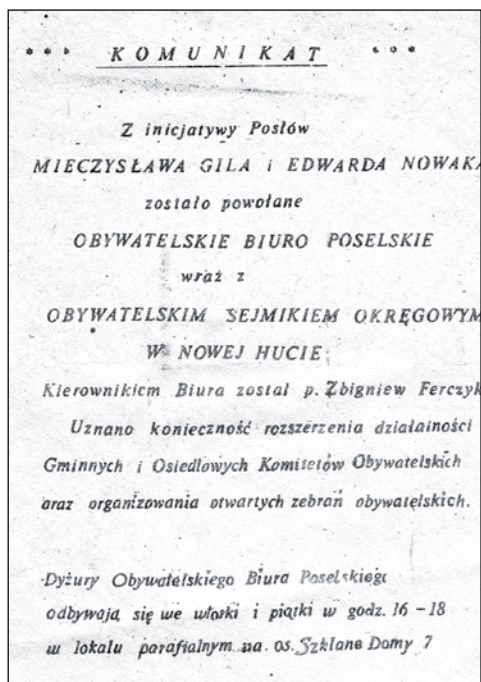 * * * KOMUNIKAT * * *
Z inicjatywy Posłów
MIECZYSŁAWA GILA i EDWARDA NOWAKA
zostało powołane
OBYWATELSKIE BIURO POSELSKIE
wraz z
OBYWATELSKIM SEJMIKIEM OKRĘGOWYM
W NOWEJ HUCIE
Kierownikiem Biura został p. Zbigniew Ferczyk
Uznano konieczność rozszerzenia działalności
Gminnych i Osiedlowych Komitetów Obywatelskich
oraz organizowania otwartych zebrań obywatelskich.
Dyżury Obywatelskiego Biura Poselskiego
odbywają się we wtorki i piątki w godz. 16 - 18
w lokalu parafialnym na. os. Szklane Domy 7